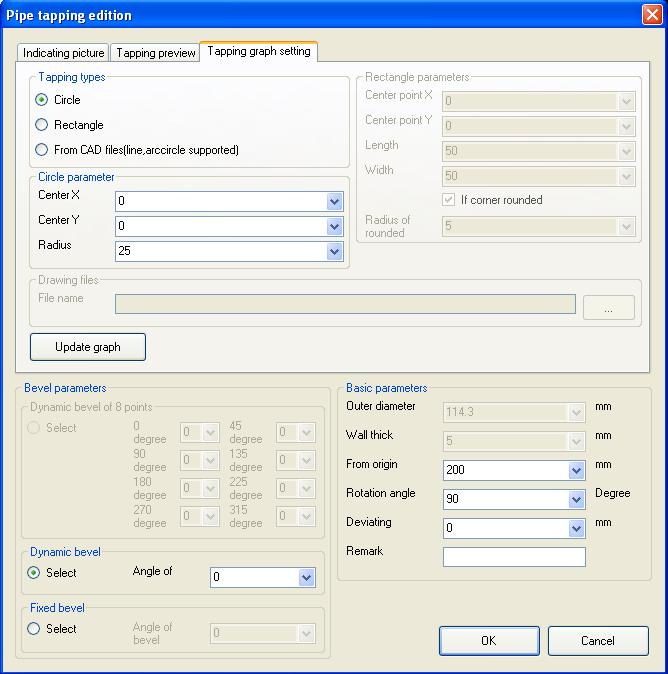 Pipe tapping edition
Indicating picture Tapping preview Tapping graph setting
Tapping types
Circle
Rectangle
From CAD files(line,arccircle supported)
Circle parameter
Center X 0
Center Y 0
Radius 25
Rectangle parameters
Center point X 0
Center point Y 0
Length 50
Width 50
If corner rounded
Radius of
rounded 5
Drawing files
File name ...
Update graph
Bevel parameters
Dynamic bevel of 8 points
Select
0
degree 0 45
degree 0
90
degree 0 135
degree 0
180
degree 0 225
degree 0
270
degree 0 315
degree 0
Dynamic bevel
Select Angle of 0
Fixed bevel
Select Angle of
bevel 0
Basic parameters
Outer diameter 114.3 mm
Wall thick 5 mm
From origin 200 mm
Rotation angle 90 Degree
Deviating 0 mm
Remark
OK Cancel